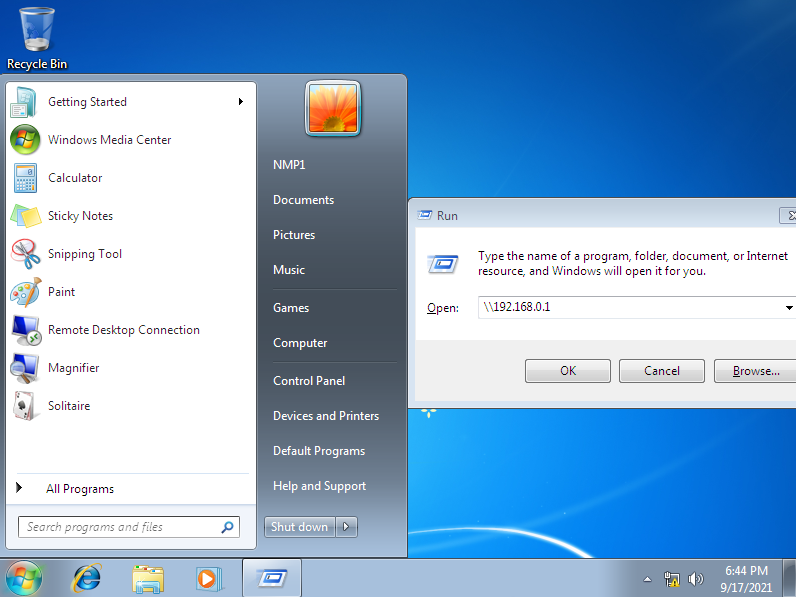 Recycle Bin
Getting Started
Windows Media Center
Calculator
Sticky Notes
Snipping Tool
Paint
Remote Desktop Connection
Magnifier
Solitaire
All Programs
Search programs and files
NMP1
Documents
Pictures
Music
Games
Computer
Control Panel
Devices and Printers
Default Programs
Help and Support
Shut down
Run
Type the name of a program, folder, document, or Internet
resource, and Windows will open it for you.
Open:
\\192.168.0.1
OK
Cancel
Browse...
6:44 PM
9/17/2021